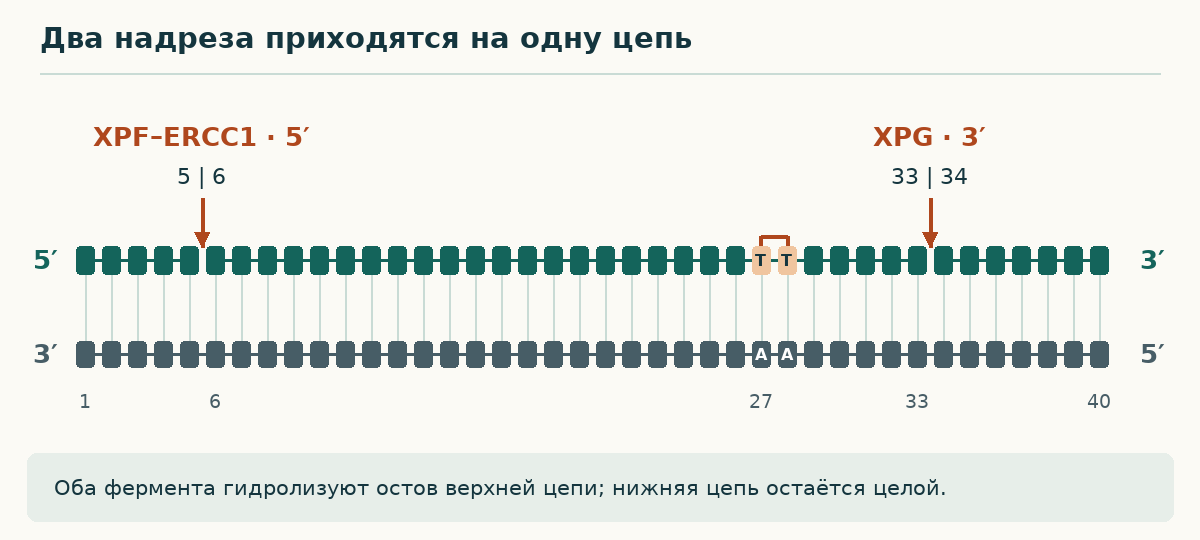 Два надреза приходятся на одну цепь
XPF–ERCC1 · 5′
XPG · 3′
5 | 6
33 | 34
5′
T T
3′
3′
A A
5′
1 6 27 33 40
Оба фермента гидролизуют остов верхней цепи; нижняя цепь остаётся целой.